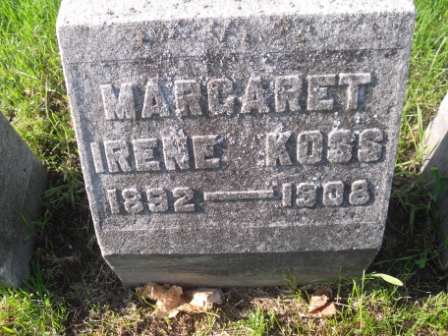 MARGARET
IRENE KOSS
1892—1908